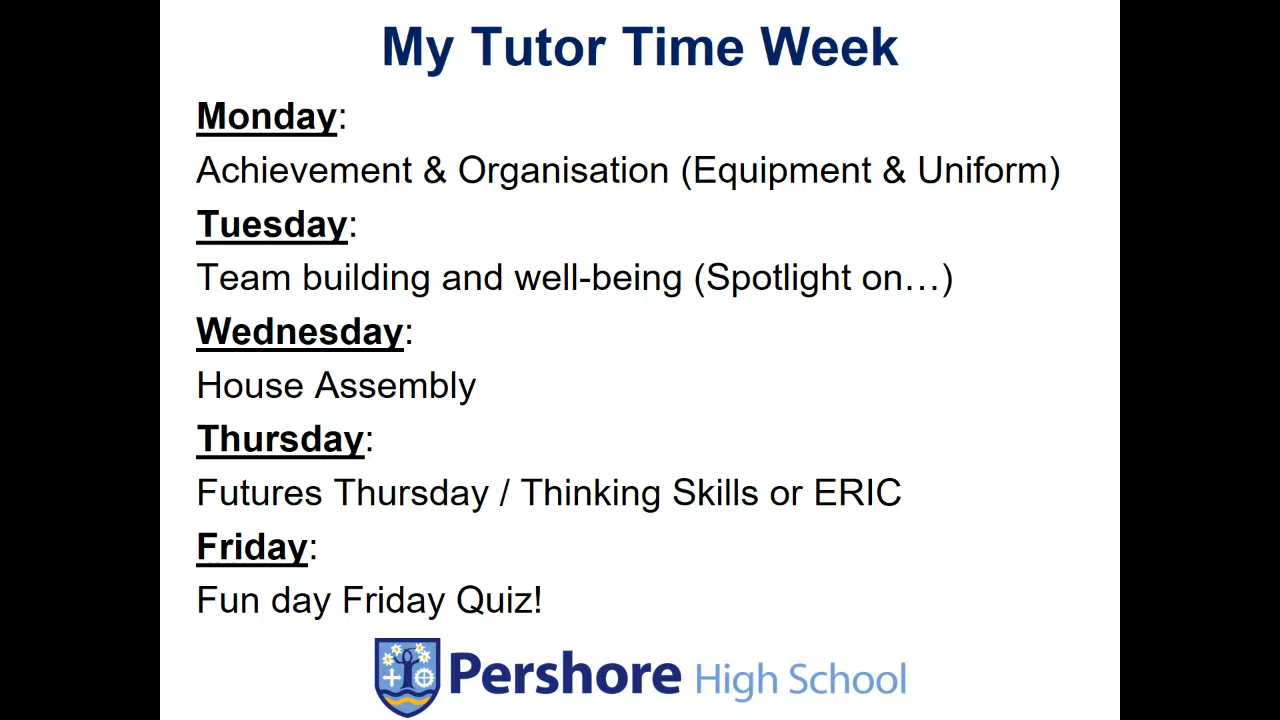 My Tutor Time Week
Monday:
Achievement & Organisation (Equipment & Uniform)
Tuesday:
Team building and well-being (Spotlight on…)
Wednesday:
House Assembly
Thursday:
Futures Thursday / Thinking Skills or ERIC
Friday:
Fun day Friday Quiz!
Pershore High School